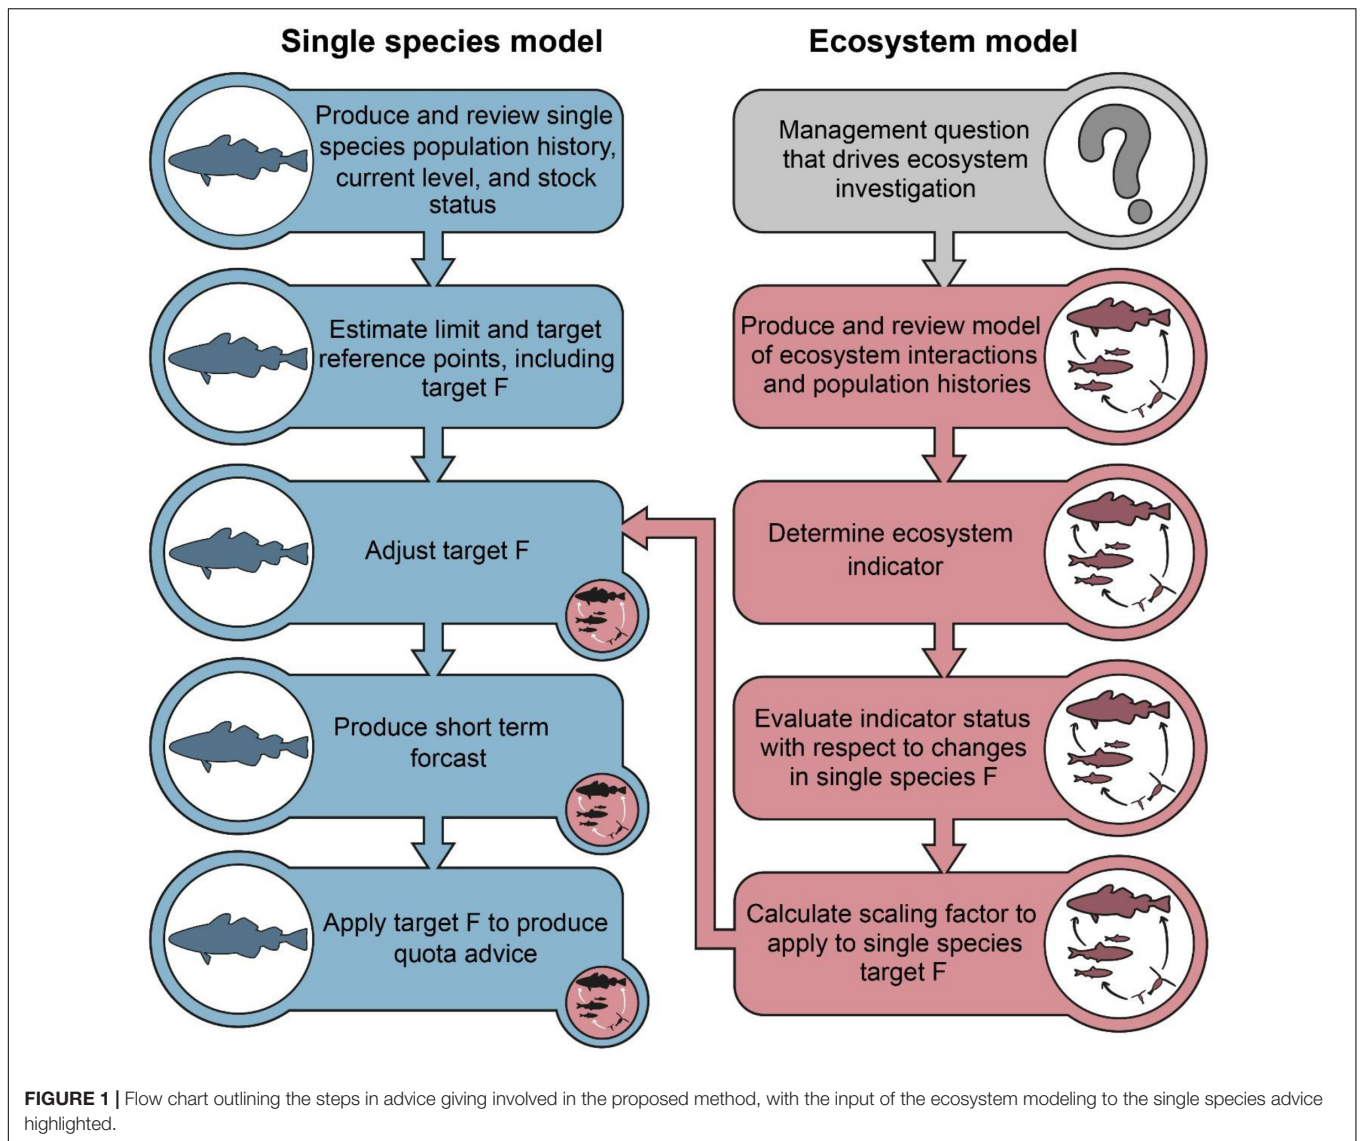 Single species model
Produce and review single
species population history,
current level, and stock
status
Estimate limit and target
reference points, including
target F
Adjust target F
Produce short term
forcast
Apply target F to produce
quota advice
Ecosystem model
Management question
that drives ecosystem
investigation
Produce and review model
of ecosystem interactions
and population histories
Determine ecosystem
indicator
Evaluate indicator status
with respect to changes
in single species F
Calculate scaling factor to
apply to single species
target F
FIGURE 1 | Flow chart outlining the steps in advice giving involved in the proposed method, with the input of the ecosystem modeling to the single species advice
highlighted.